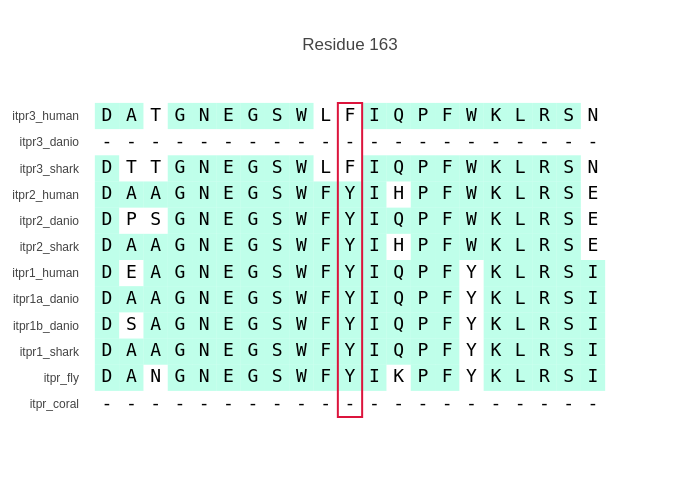 Residue 163
itpr3_human D A T G N E G S W L F I Q P F W K L R S N
itpr3_danio - - - - - - - - - - - - - - - - - - - - -
itpr3_shark D T T G N E G S W L F I Q P F W K L R S N
itpr2_human D A A G N E G S W F Y I H P F W K L R S E
itpr2_danio D P S G N E G S W F Y I Q P F W K L R S E
itpr2_shark D A A G N E G S W F Y I H P F W K L R S E
itpr1_human D E A G N E G S W F Y I Q P F Y K L R S I
itpr1a_danio D A A G N E G S W F Y I Q P F Y K L R S I
itpr1b_danio D S A G N E G S W F Y I Q P F Y K L R S I
itpr1_shark D A A G N E G S W F Y I Q P F Y K L R S I
itpr_fly D A N G N E G S W F Y I K P F Y K L R S I
itpr_coral - - - - - - - - - - - - - - - - - - - - -